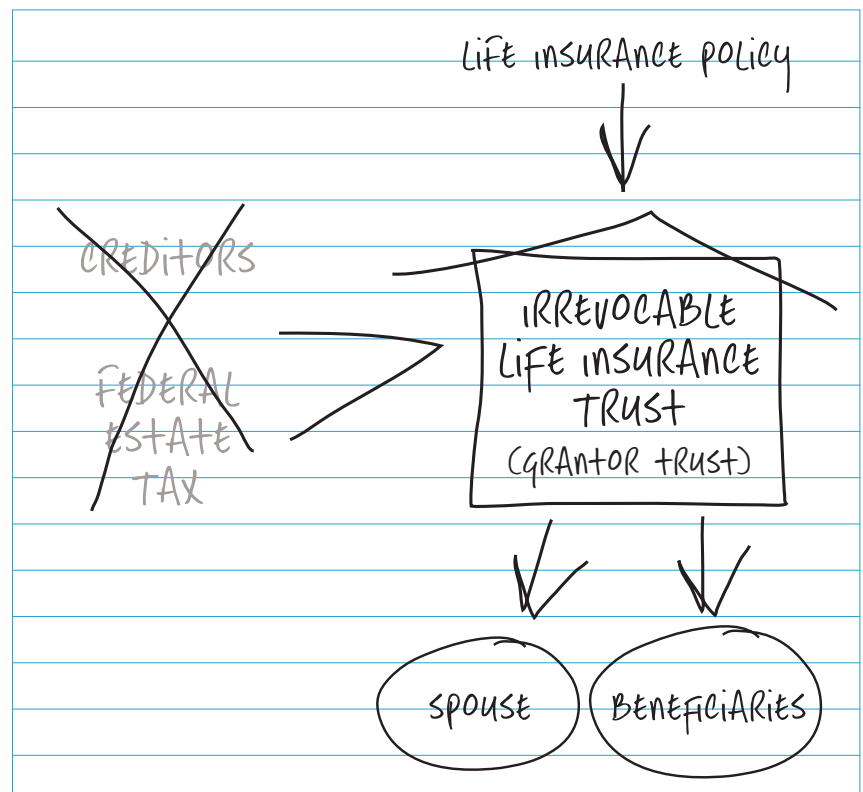 LIFE INSURANCE POLICY
CREDITORS
FEDERAL
ESTATE
TAX
IRREVOCABLE
LIFE INSURANCE
TRUST
(GRANTOR TRUST)
SPOUSE
BENEFICIARIES